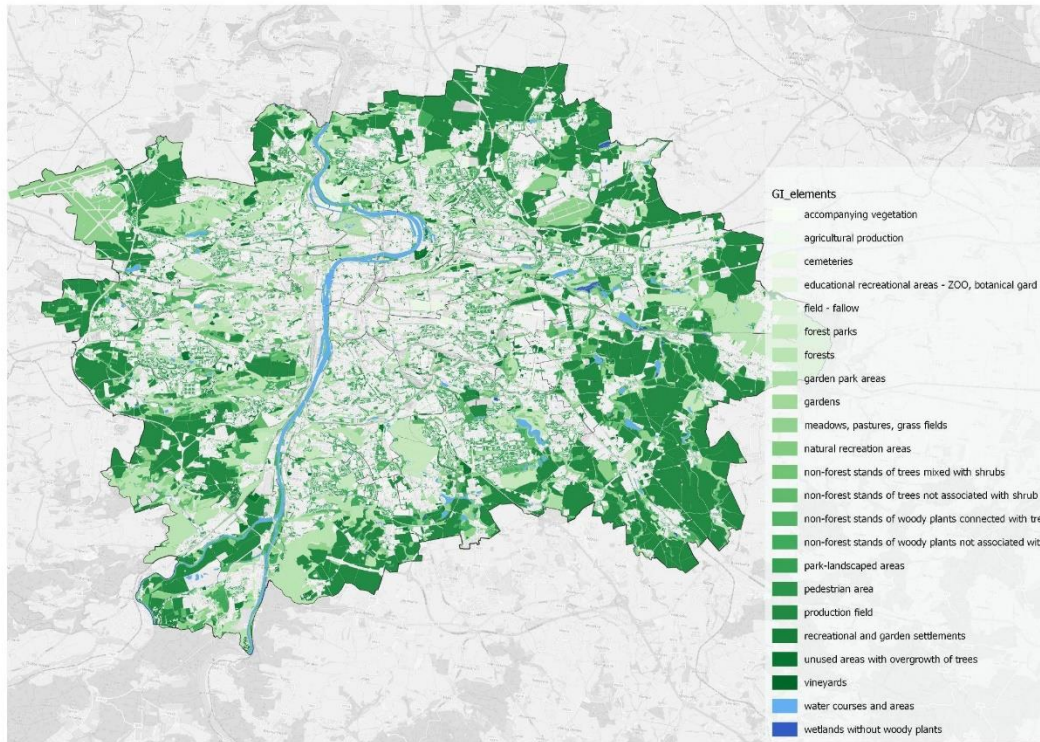 GI_elements
accompanying vegetation
agricultural production
cemeteries
educational recreational areas - ZOO, botanical gard
field - fallow
forest parks
forests
garden park areas
gardens
meadows, pastures, grass fields
natural recreation areas
non-forest stands of trees mixed with shrubs
non-forest stands of trees not associated with shrub
non-forest stands of woody plants connected with tre
non-forest stands of woody plants not associated wit
park-landscaped areas
pedestrian area
production field
recreational and garden settlements
unused areas with overgrowth of trees
vineyards
water courses and areas
wetlands without woody plants